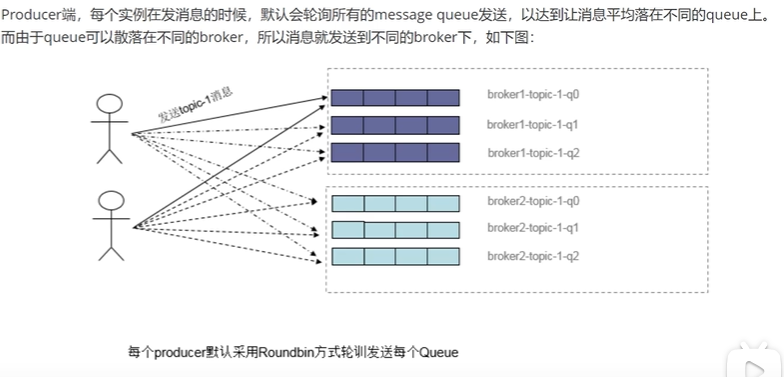 Producer端，每个实例在发消息的时候，默认会轮询所有的message queue发送，以达到让消息平均落在不同的queue上。
而由于queue可以散落在不同的broker，所以消息就发送到不同的broker下，如下图：
发送topic-1消息
broker1-topic-1-q0
broker1-topic-1-q1
broker1-topic-1-q2
broker2-topic-1-q0
broker2-topic-1-q1
broker2-topic-1-q2
每个producer默认采用Roundbin方式轮训发送每个Queue